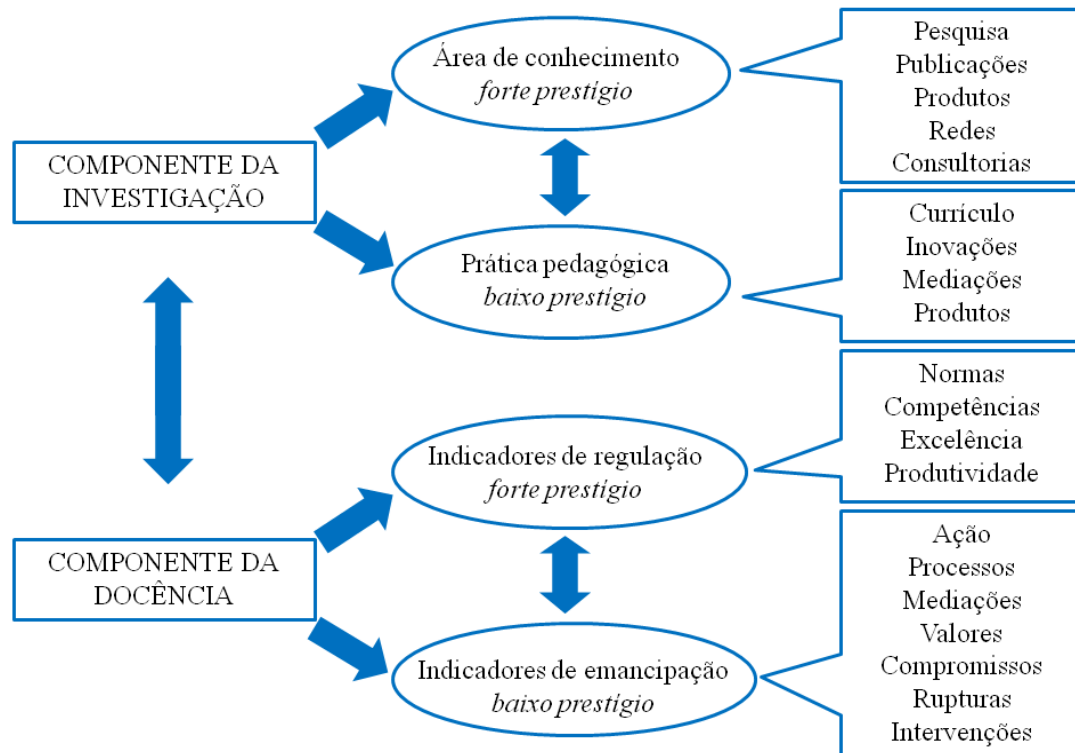 COMPONENTE DA
INVESTIGAÇÃO
Área de conhecimento
forte prestígio
Pesquisa
Publicações
Produtos
Redes
Consultorias
Prática pedagógica
baixo prestígio
Currículo
Inovações
Mediações
Produtos
COMPONENTE DA
DOCÊNCIA
Indicadores de regulação
forte prestígio
Normas
Competências
Excelência
Produtividade
Indicadores de emancipação
baixo prestígio
Ação
Processos
Mediações
Valores
Compromissos
Rupturas
Intervenções